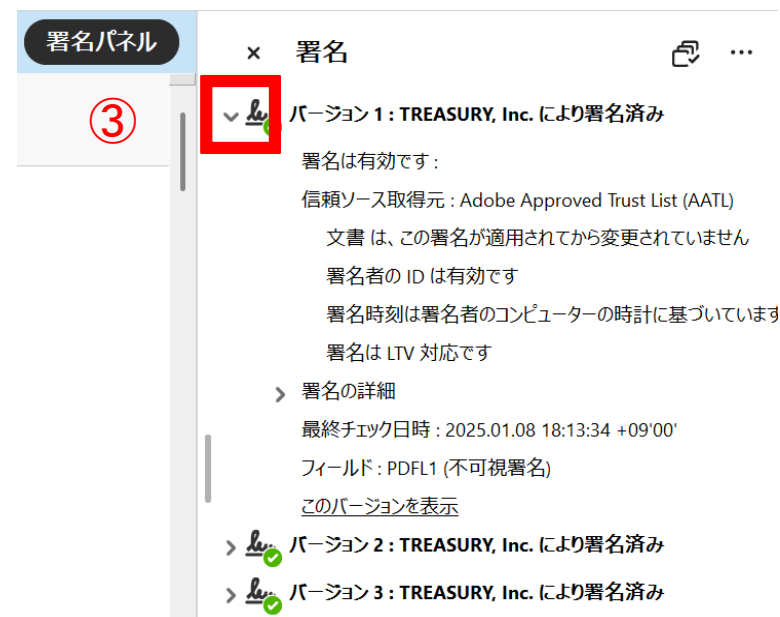 署名パネル
× 署名 …
③
バージョン 1 : TREASURY, Inc. により署名済み
署名は有効です :
信頼ソース取得元 : Adobe Approved Trust List (AATL)
文書 は、この署名が適用されてから変更されていません
署名者の ID は有効です
署名時刻は署名者のコンピューターの時計に基づいています
署名は LTV 対応です
署名の詳細
最終チェック日時 : 2025.01.08 18:13:34 +09'00'
フィールド : PDFL1 (不可視署名)
このバージョンを表示
バージョン 2 : TREASURY, Inc. により署名済み
バージョン 3 : TREASURY, Inc. により署名済み